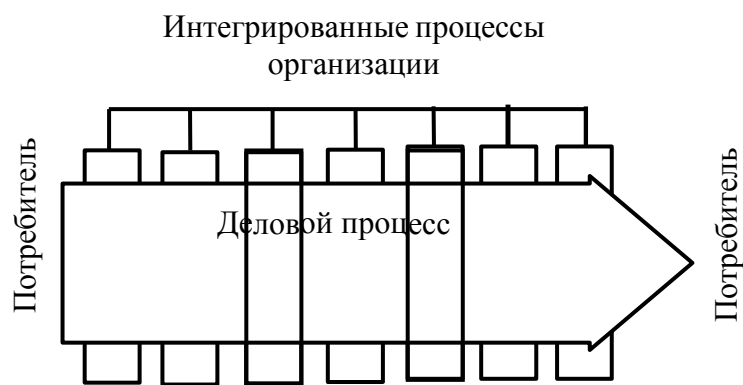 Интегрированные процессы
организации
Потребитель
Деловой процесс
Потребитель